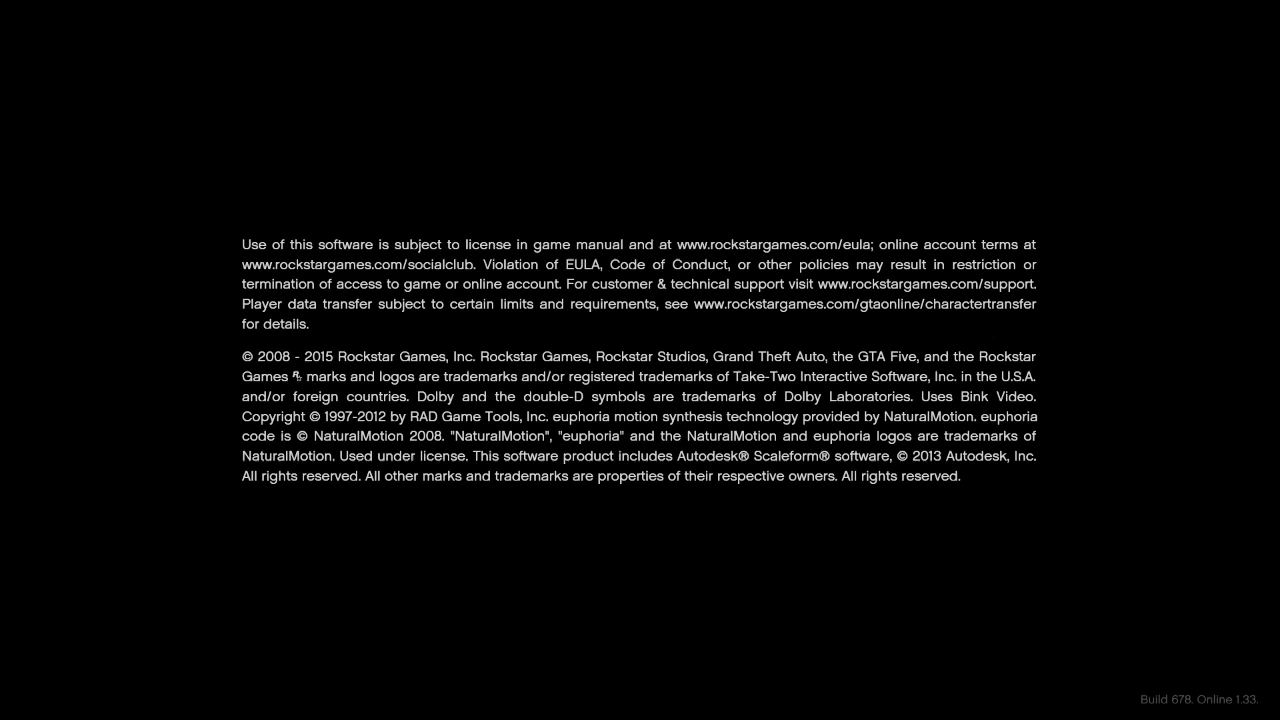 Use of this software is subject to license in game manual and at www.rockstargames.com/eula; online account terms at
www.rockstargames.com/socialclub. Violation of EULA, Code of Conduct, or other policies may result in restriction or
termination of access to game or online account. For customer & technical support visit www.rockstargames.com/support.
Player data transfer subject to certain limits and requirements, see www.rockstargames.com/gtaonline/charactertransfer
for details.
© 2008 - 2015 Rockstar Games, Inc. Rockstar Games, Rockstar Studios, Grand Theft Auto, the GTA Five, and the Rockstar
Games R* marks and logos are trademarks and/or registered trademarks of Take-Two Interactive Software, Inc. in the U.S.A.
and/or foreign countries. Dolby and the double-D symbols are trademarks of Dolby Laboratories. Uses Bink Video.
Copyright © 1997-2012 by RAD Game Tools, Inc. euphoria motion synthesis technology provided by NaturalMotion. euphoria
code is © NaturalMotion 2008. "NaturalMotion", "euphoria" and the NaturalMotion and euphoria logos are trademarks of
NaturalMotion. Used under license. This software product includes Autodesk® Scaleform® software, © 2013 Autodesk, Inc.
All rights reserved. All other marks and trademarks are properties of their respective owners. All rights reserved.
Build 678. Online 1.33.